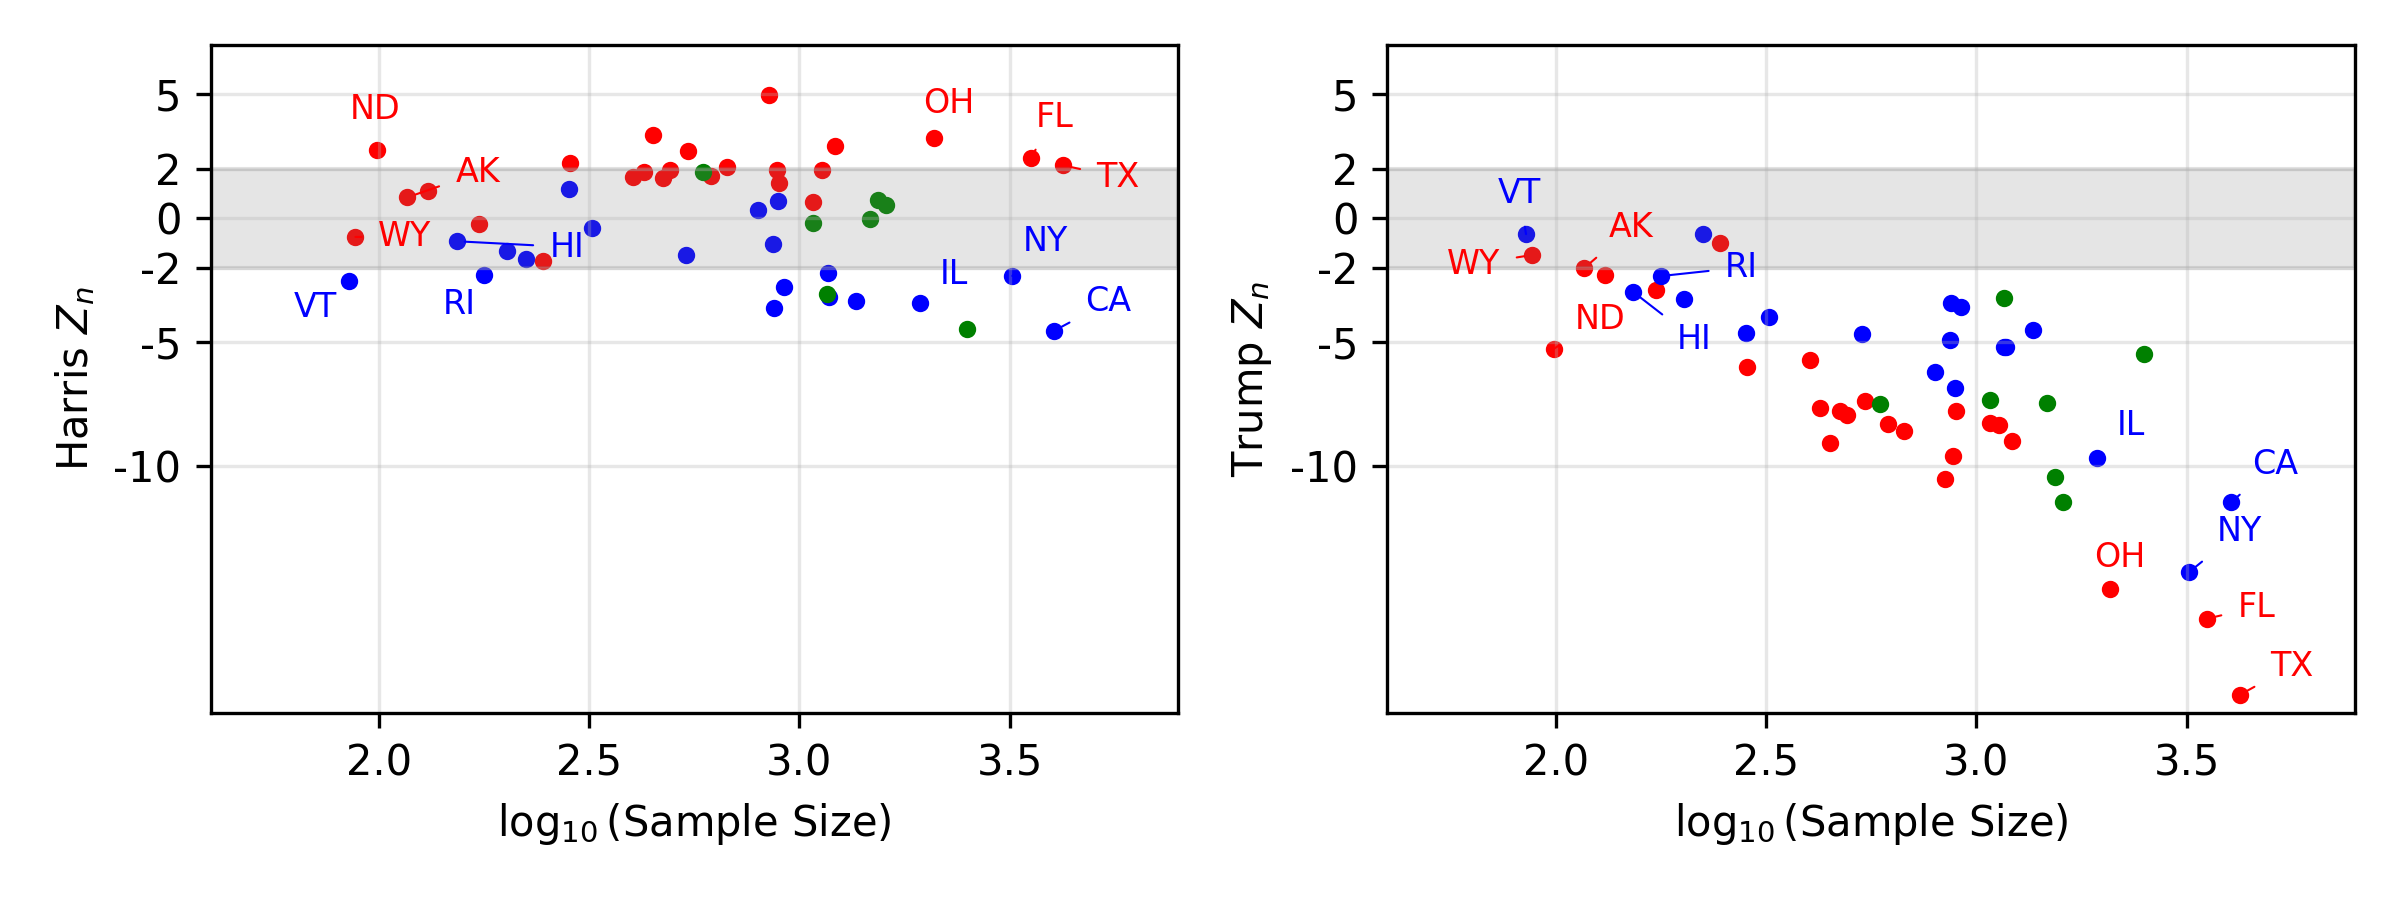 5
2
0
-2
-5
-10
Harris Zₙ
ND
AK
WY
HI
VT
RI
OH
FL
TX
NY
IL
CA
2.0 2.5 3.0 3.5
log₁₀(Sample Size)
5
2
0
-2
-5
-10
Trump Zₙ
VT
AK
WY
RI
ND
HI
IL
CA
NY
OH
FL
TX
2.0 2.5 3.0 3.5
log₁₀(Sample Size)